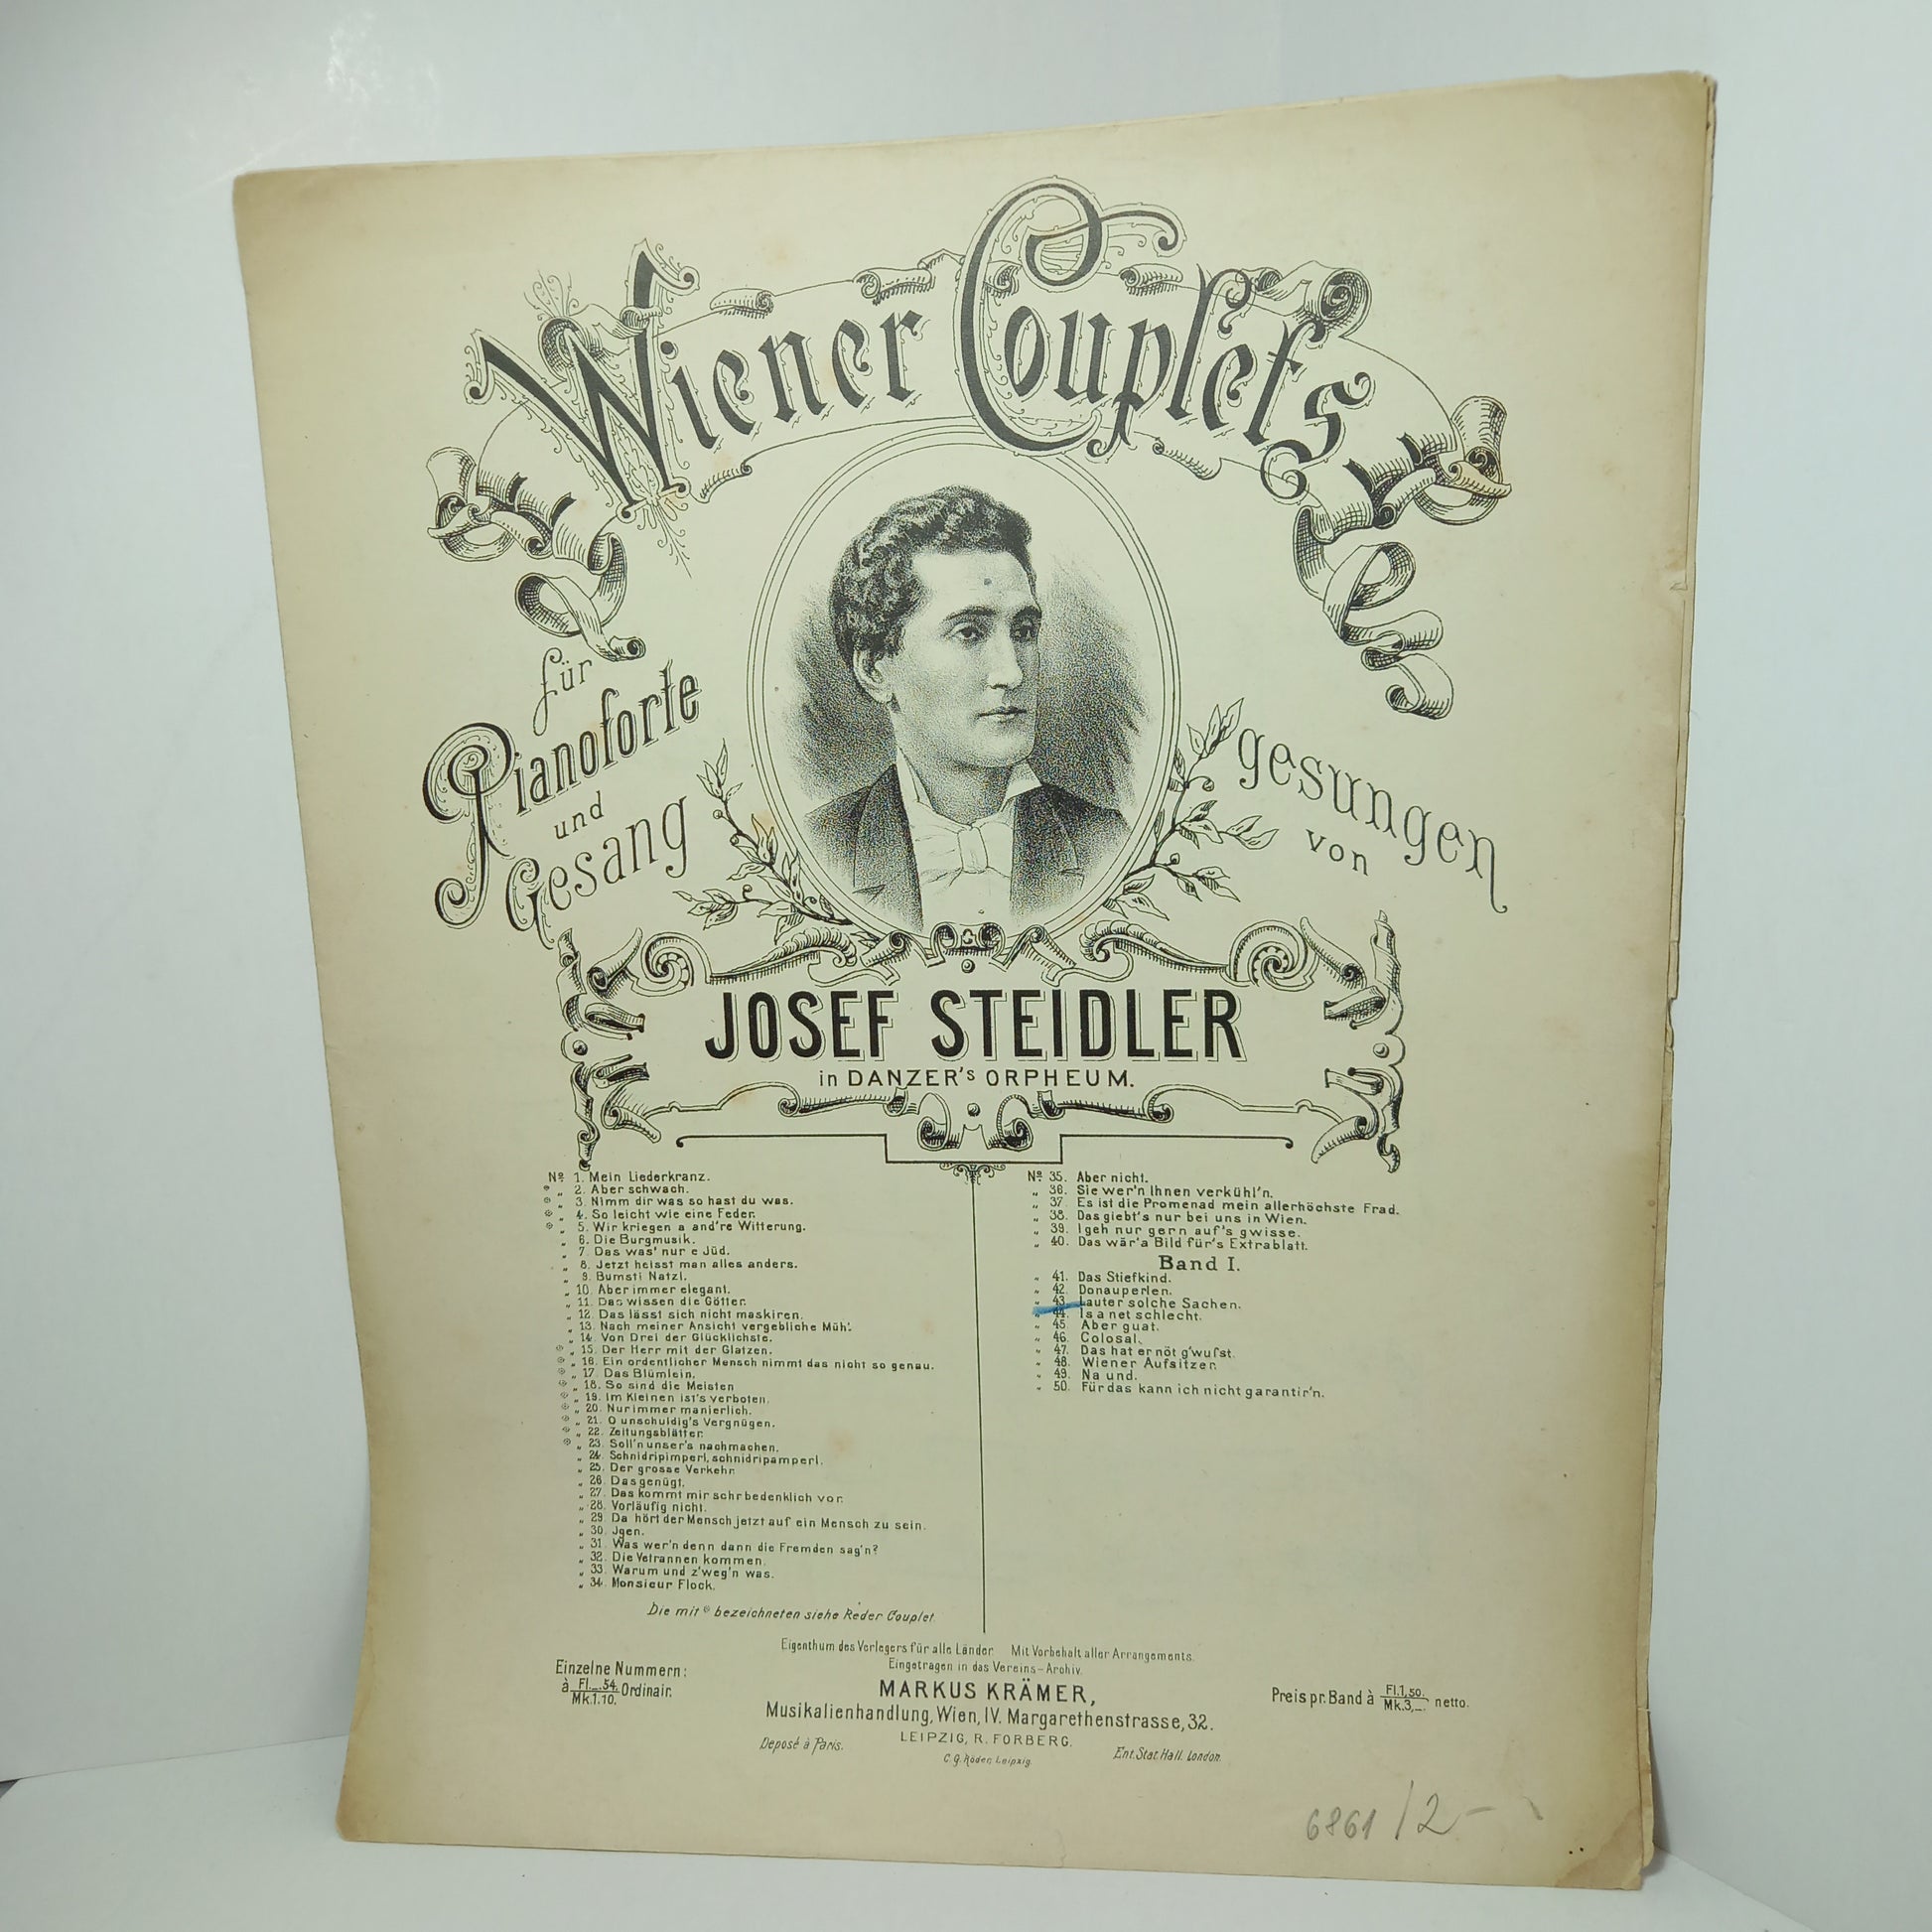 Wiener Couplets
für
Pianoforte
und
Gesang
gesungen
von
JOSEF STEIDLER
in DANZER's ORPHEUM.
No. 1. Mein Liederkranz.
" 2. Aber schwach.
" 3. Nimm dir was so hast du was.
" 4. So leicht wie eine Feder.
" 5. Wir kriegen a and're Witterung.
" 6. Die Burgmusik.
" 7. Das was' nur e Jüd.
" 8. Jetzt heisst man alles anders.
" 9. Bumsti Natzl.
" 10. Aber immer elegant.
" 11. Das wissen die Götter.
" 12. Das lässt sich nicht maskiren.
" 13. Nach meiner Ansicht vergebliche Müh'.
" 14. Von Drei der Glücklichste.
" 15. Der Herr mit der Glatzen.
" 16. Ein ordentlicher Mensch nimmt das nicht so genau.
" 17. Das Blümlein.
" 18. So sind die Meisten
" 19. Im Kleinen ist's verboten.
" 20. Nur immer manierlich.
" 21. O unschuldig's Vergnügen.
" 22. Zeitungsblätter.
" 23. Soll'n unser's nachmachen.
" 24. Schnidripimperl, schnidripamperl.
" 25. Der grosse Verkehr.
" 26. Das genügt.
" 27. Das kommt mir sehr bedenklich vor.
" 28. Vorläufig nicht.
" 29. Da hört der Mensch jetzt auf ein Mensch zu sein.
" 30. Jgen.
" 31. Was wer'n denn dann die Fremden sag'n?
" 32. Die Vetrannen kommen.
" 33. Warum und z'weg'n was.
" 34. Monsieur Flock.
Die mit bezeichneten siehe Reder Couplet.
No. 35. Aber nicht.
" 36. Sie wer'n Ihnen verkühl'n.
" 37. Es ist die Promenad mein allerhöchste Frad.
" 38. Das giebt's nur bei uns in Wien.
" 39. I geh nur gern auf's gwisse.
" 40. Das wär'a Bild für's Extrablatt.
Band I.
" 41. Das Stiefkind.
" 42. Donauperlen.
" 43. Lauter solche Sachen.
" 44. Is a net schlecht.
" 45. Aber guat.
" 46. Colosal.
" 47. Das hat er nöt g'wufst.
" 48. Wiener Aufsitzer.
" 49. Na und.
" 50. Für das kann ich nicht garantir'n.
Eigenthum des Verlegers für alle Länder. Mit Vorbehalt aller Arrangements.
Eingetragen in das Vereins-Archiv.
Einzelne Nummern:
à Fl._.54. Mk.1.10. Ordinair.
MARKUS KRÄMER,
Musikalienhandlung, Wien, IV. Margarethenstrasse, 32.
Preis pr. Band à Fl.1.50. Mk.3._. netto.
LEIPZIG, R. FORBERG.
Deposé à Paris.
C.G. Röder, Leipzig.
Ent. Stat. Hall. London.
6861 /2-